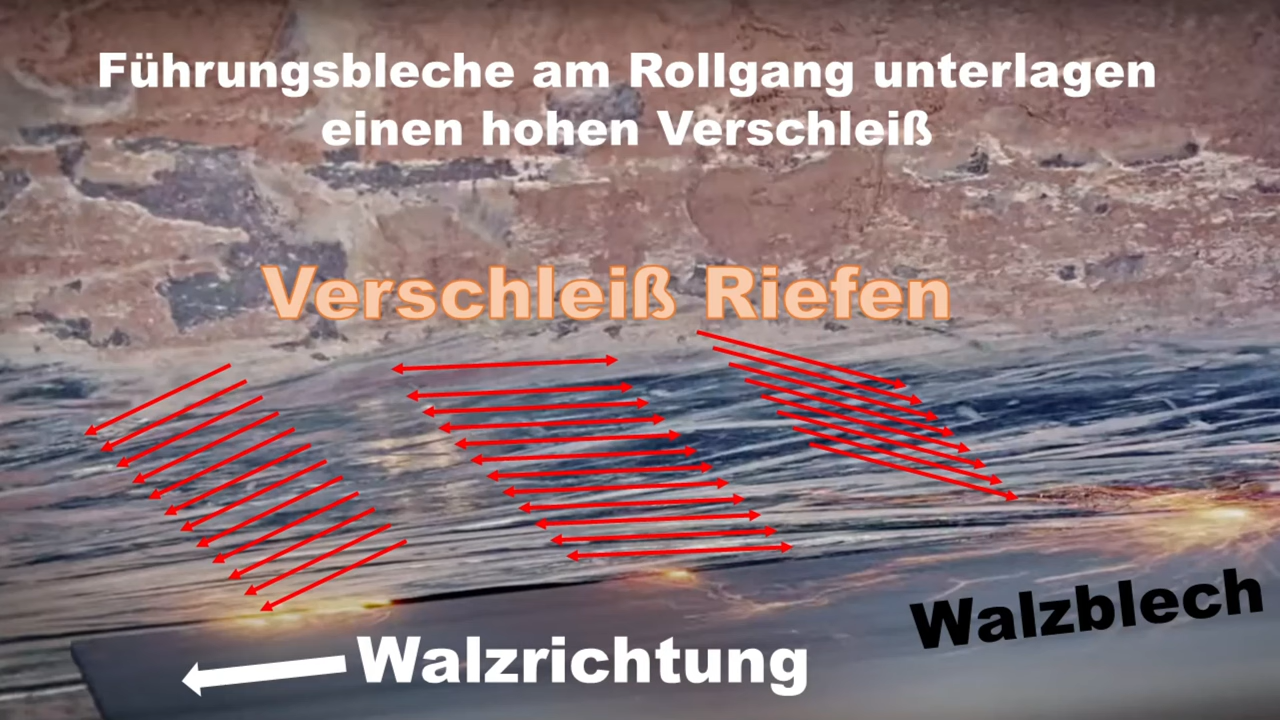 Führungsbleche am Rollgang unterlagen
einen hohen Verschleiß
Verschleiß Riefen
Walzblech
Walzrichtung